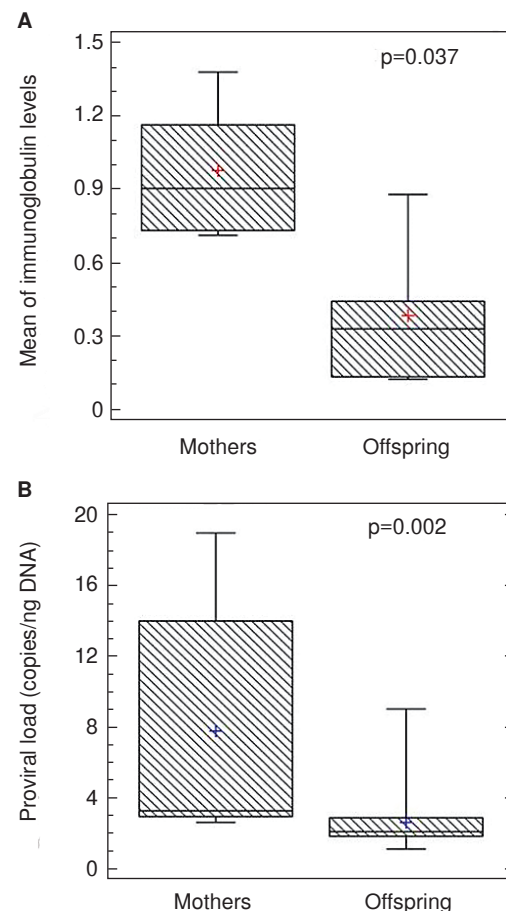 A
Mean of immunoglobulin levels
1.5
1.2
0.9
0.6
0.3
0
p=0.037
Mothers Offspring
B
Proviral load (copies/ng DNA)
20
16
12
8
4
0
p=0.002
Mothers Offspring